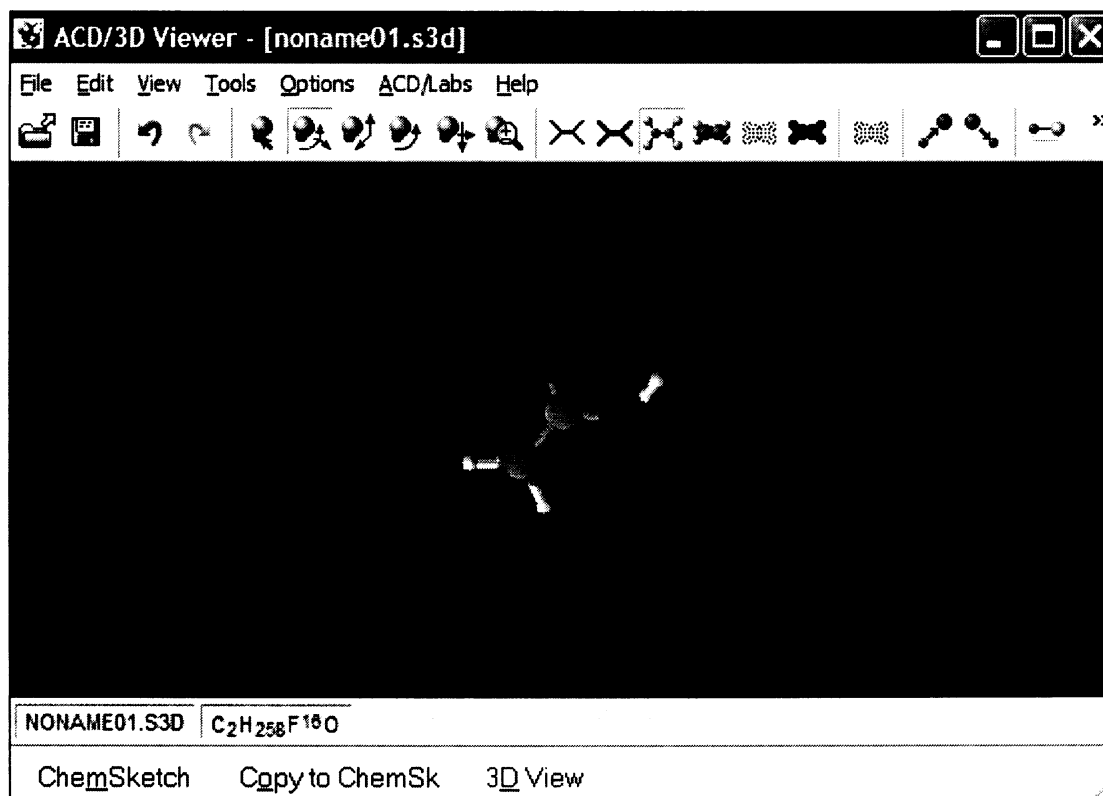 ACD/3D Viewer - [noname01.s3d]
File Edit View Tools Options ACD/Labs Help
NONAME01.S3D C₂H₂₅₈F¹⁸O
ChemSketch Copy to ChemSk 3D View